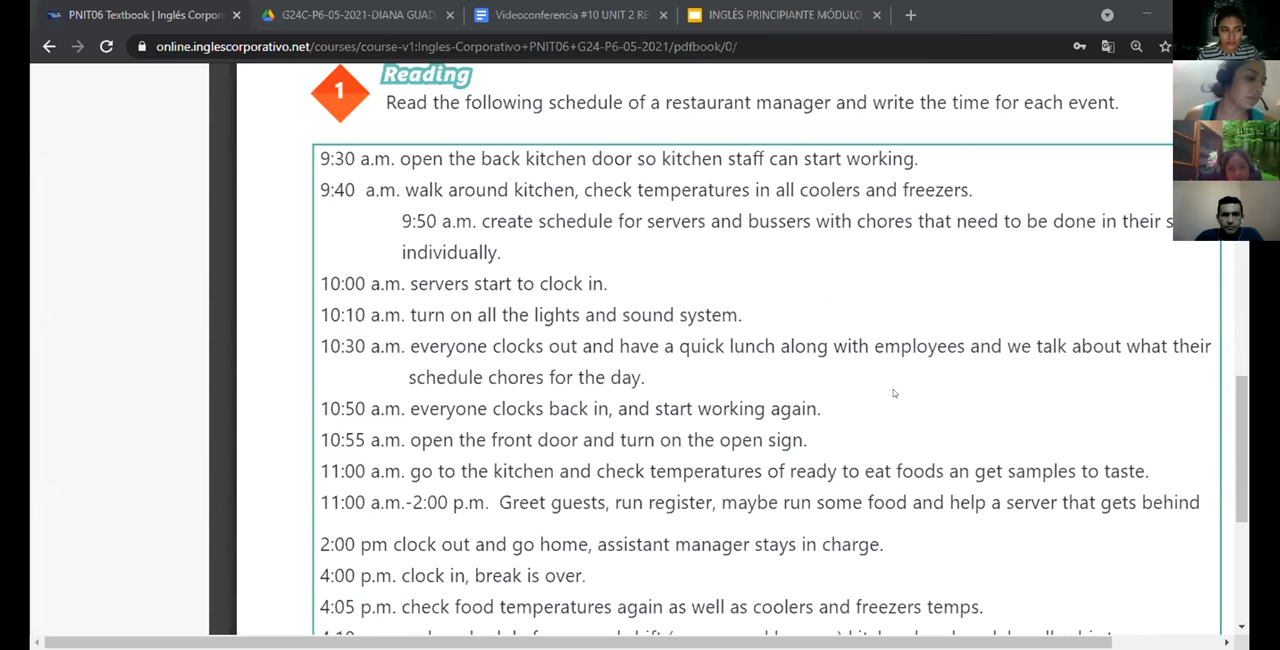 PNIT06 Textbook | Inglés Corpor
G24C-P6-05-2021-DIANA GUAD
Videoconferencia #10 UNIT 2 RE
INGLÉS PRINCIPIANTE MÓDULO
online.inglescorporativo.net/courses/course-v1:Ingles-Corporativo+PNIT06+G24-P6-05-2021/pdfbook/0/
1
Reading
Read the following schedule of a restaurant manager and write the time for each event.
9:30 a.m. open the back kitchen door so kitchen staff can start working.
9:40 a.m. walk around kitchen, check temperatures in all coolers and freezers.
9:50 a.m. create schedule for servers and bussers with chores that need to be done in their s
individually.
10:00 a.m. servers start to clock in.
10:10 a.m. turn on all the lights and sound system.
10:30 a.m. everyone clocks out and have a quick lunch along with employees and we talk about what their
schedule chores for the day.
10:50 a.m. everyone clocks back in, and start working again.
10:55 a.m. open the front door and turn on the open sign.
11:00 a.m. go to the kitchen and check temperatures of ready to eat foods an get samples to taste.
11:00 a.m.-2:00 p.m. Greet guests, run register, maybe run some food and help a server that gets behind
2:00 pm clock out and go home, assistant manager stays in charge.
4:00 p.m. clock in, break is over.
4:05 p.m. check food temperatures again as well as coolers and freezers temps.